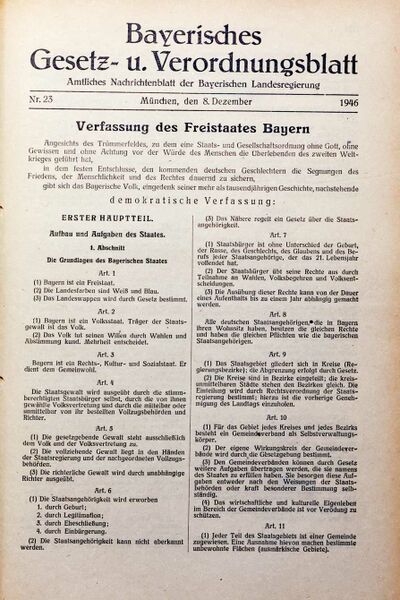 Bayerisches
Gesetz- u. Verordnungsblatt
Amtliches Nachrichtenblatt der Bayerischen Landesregierung
Nr. 23
München, den 8. Dezember
1946
Verfassung des Freistaates Bayern
Angesichts des Trümmerfeldes, zu dem eine Staats- und Gesellschaftsordnung ohne Gott, ohne
Gewissen und ohne Achtung vor der Würde des Menschen die Überlebenden des zweiten Welt-
krieges geführt hat,
in dem festen Entschlusse, den kommenden deutschen Geschlechtern die Segnungen des
Friedens, der Menschlichkeit und des Rechtes dauernd zu sichern,
gibt sich das Bayerische Volk, eingedenk seiner mehr als tausendjährigen Geschichte, nachstehende
demokratische Verfassung:
ERSTER HAUPTTEIL.
Aufbau und Aufgaben des Staates.
1. Abschnitt
Die Grundlagen des Bayerischen Staates
Art. 1
(1) Bayern ist ein Freistaat.
(2) Die Landesfarben sind Weiß und Blau.
(3) Das Landeswappen wird durch Gesetz bestimmt.
Art. 2
(1) Bayern ist ein Volksstaat. Träger der Staats-
gewalt ist das Volk.
(2) Das Volk tut seinen Willen durch Wahlen und
Abstimmung kund. Mehrheit entscheidet.
Art. 3
Bayern ist ein Rechts-, Kultur- und Sozialstaat. Er
dient dem Gemeinwohl.
Art. 4
Die Staatsgewalt wird ausgeübt durch die stimm-
berechtigten Staatsbürger selbst, durch die von ihnen
gewählte Volksvertretung und durch die mittelbar oder
unmittelbar von ihr bestellten Vollzugsbehörden und
Richter.
Art. 5
(1) Die gesetzgebende Gewalt steht ausschließlich
dem Volk und der Volksvertretung zu.
(2) Die vollziehende Gewalt liegt in den Händen
der Staatsregierung und der nachgeordneten Vollzugs-
behörden.
(3) Die richterliche Gewalt wird durch unabhängige
Richter ausgeübt.
Art. 6
(1) Die Staatsangehörigkeit wird erworben
1. durch Geburt;
2. durch Legitimation;
3. durch Eheschließung;
4. durch Einbürgerung.
(2) Die Staatsangehörigkeit kann nicht aberkannt
werden.
(3) Das Nähere regelt ein Gesetz über die Staats-
angehörigkeit.
Art. 7
(1) Staatsbürger ist ohne Unterschied der Geburt,
der Rasse, des Geschlechts, des Glaubens und des Be-
rufs jeder Staatsangehörige, der das 21. Lebensjahr
vollendet hat.
(2) Der Staatsbürger übt seine Rechte aus durch
Teilnahme an Wahlen, Volksbegehren und Volksent-
scheidungen.
(3) Die Ausübung dieser Rechte kann von der Dauer
eines Aufenthalts bis zu einem Jahr abhängig gemacht
werden.
Art. 8
Alle deutschen Staatsangehörigen, die in Bayern
ihren Wohnsitz haben, besitzen die gleichen Rechte
und haben die gleichen Pflichten wie die bayerischen
Staatsangehörigen.
Art. 9
(1) Das Staatsgebiet gliedert sich in Kreise (Re-
gierungsbezirke); die Abgrenzung erfolgt durch Gesetz.
(2) Die Kreise sind in Bezirke eingeteilt; die kreis-
unmittelbaren Städte stehen den Bezirken gleich. Die
Einteilung wird durch Rechtsverordnung der Staats-
regierung bestimmt; hierzu ist die vorherige Geneh-
migung des Landtags einzuholen.
Art. 10
(1) Für das Gebiet jedes Kreises und jedes Bezirks
besteht ein Gemeindeverband als Selbstverwaltungs-
körper.
(2) Der eigene Wirkungskreis der Gemeindever-
bände wird durch die Gesetzgebung bestimmt.
(3) Den Gemeindeverbänden können durch Gesetz
weitere Aufgaben übertragen werden, die sie namens
des Staates zu erfüllen haben. Sie besorgen diese Auf-
gaben entweder nach den Weisungen der Staats-
behörden oder kraft besonderer Bestimmung selb-
ständig.
(4) Das wirtschaftliche und kulturelle Eigenleben
im Bereich der Gemeindeverbände ist vor Verödung zu
schützen.
Art. 11
(1) Jeder Teil des Staatsgebiets ist einer Gemeinde
zugewiesen. Eine Ausnahme hievon machen bestimmte
unbewohnte Flächen (ausmärkische Gebiete).